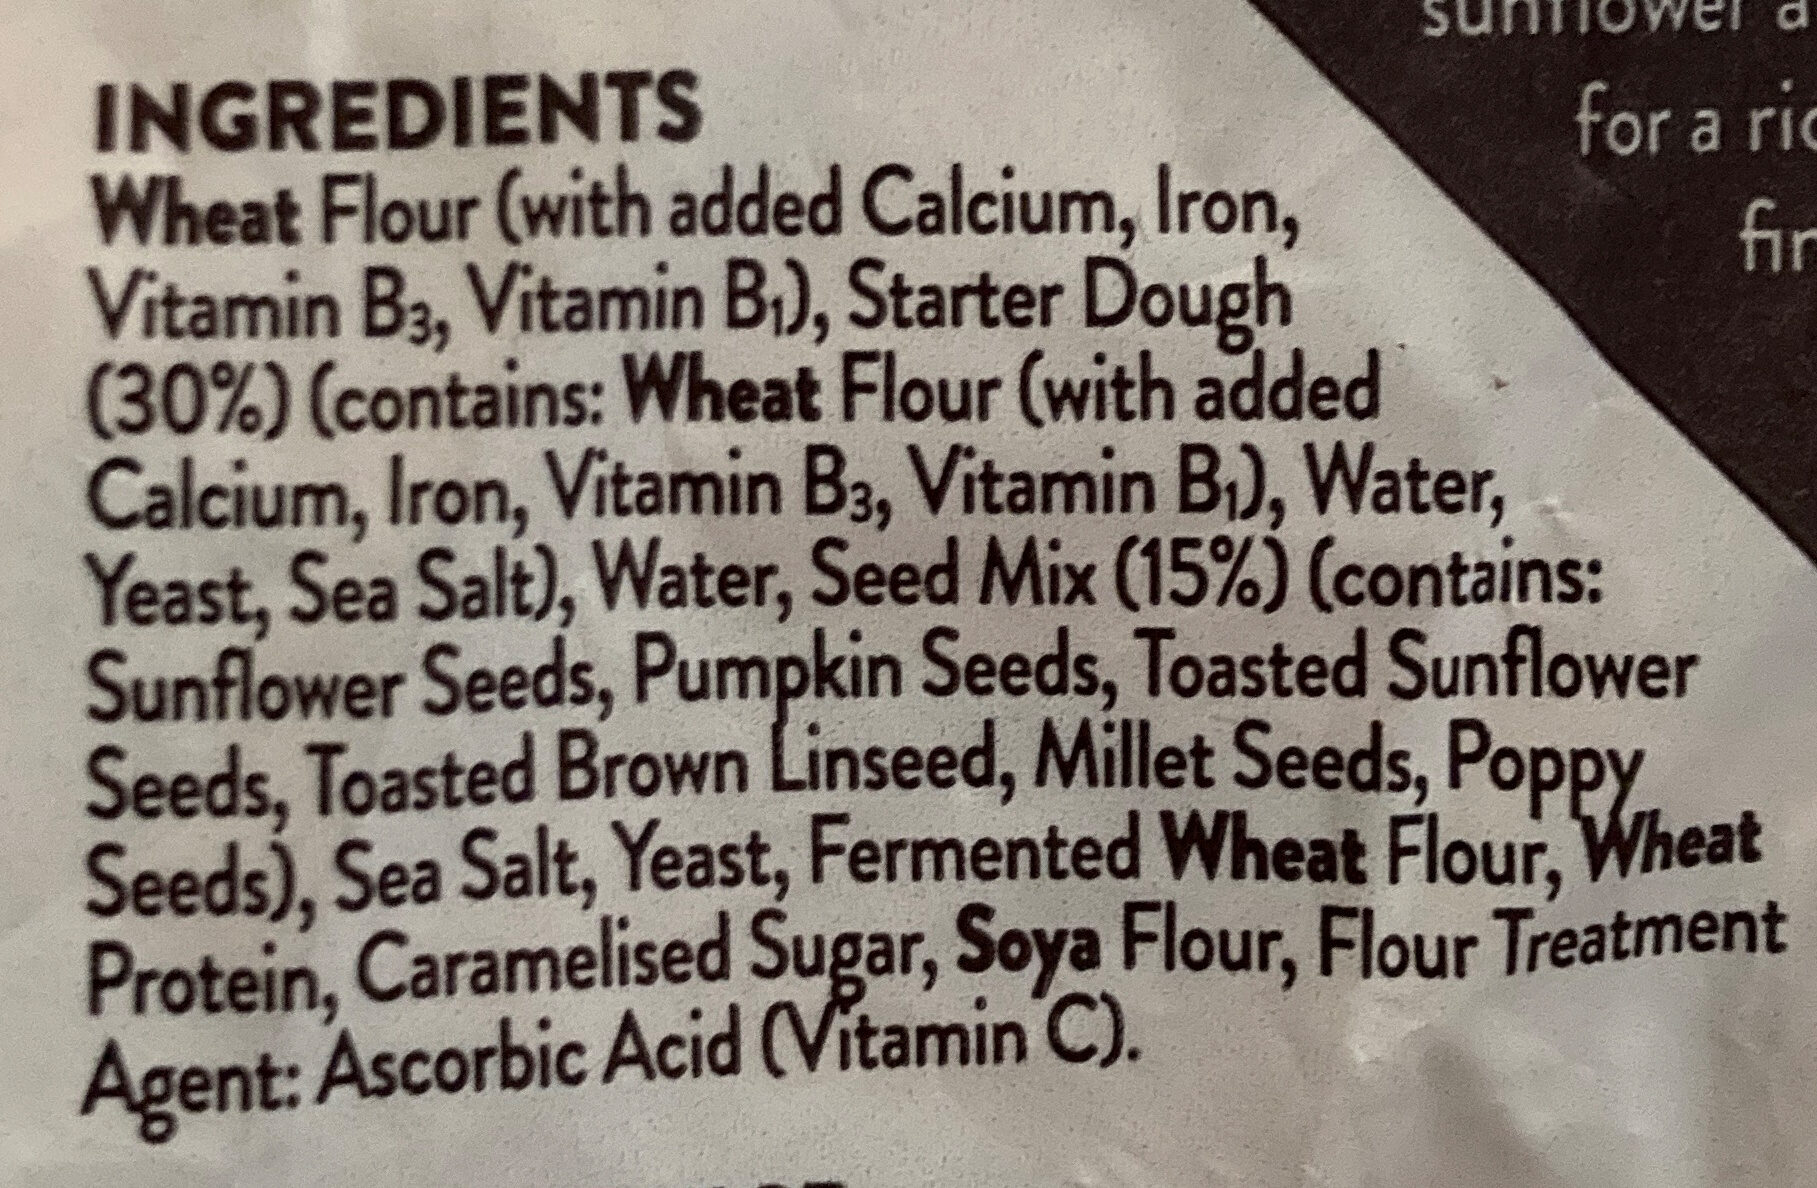 sunflower a
for a ric
fin
INGREDIENTS
Wheat Flour (with added Calcium, Iron,
Vitamin B3, Vitamin B1), Starter Dough
(30%) (contains: Wheat Flour (with added
Calcium, Iron, Vitamin B3, Vitamin B1), Water,
Yeast, Sea Salt), Water, Seed Mix (15%) (contains:
Sunflower Seeds, Pumpkin Seeds, Toasted Sunflower
Seeds, Toasted Brown Linseed, Millet Seeds, Poppy
Seeds), Sea Salt, Yeast, Fermented Wheat Flour, Wheat
Protein, Caramelised Sugar, Soya Flour, Flour Treatment
Agent: Ascorbic Acid (Vitamin C).